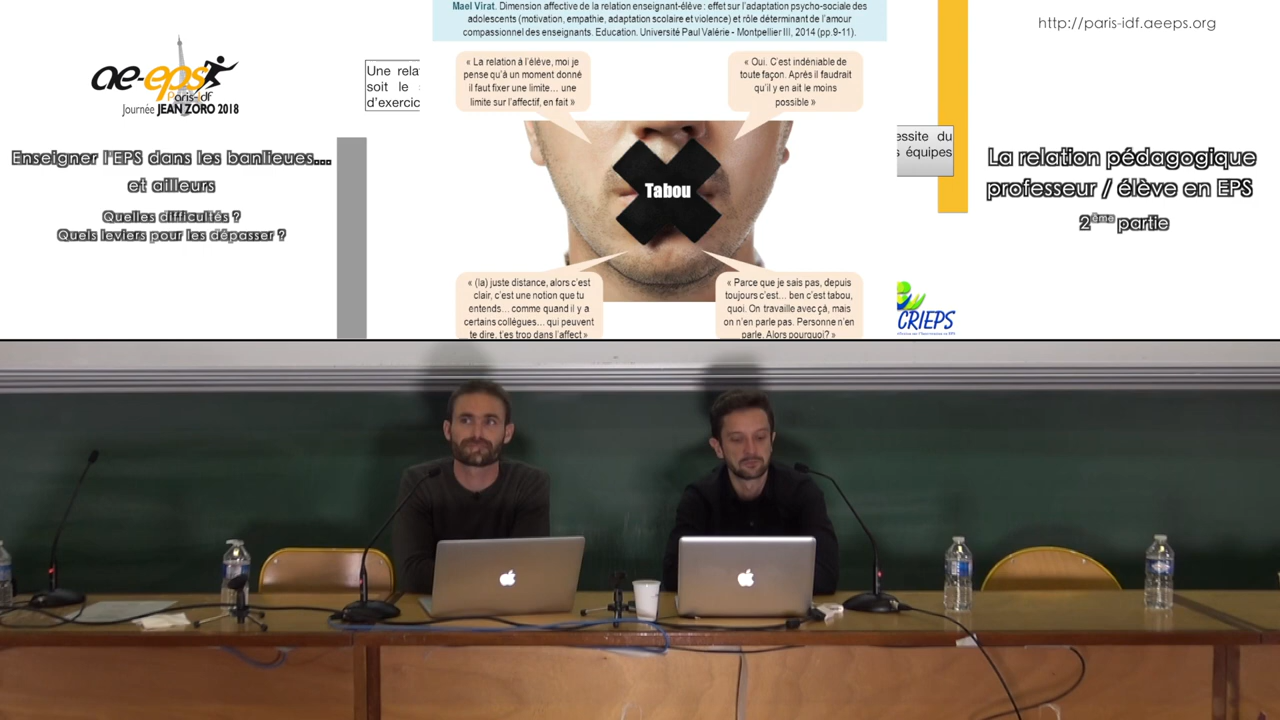 Mael Virat. Dimension affective de la relation enseignant-élève : effet sur l'adaptation psycho-sociale des
adolescents (motivation, empathie, adaptation scolaire et violence) et rôle déterminant de l'amour
compassionnel des enseignants. Education. Université Paul Valérie - Montpellier III, 2014 (pp.9-11).
http://paris-idf.aeeps.org
ae-eps
Paris-Idf
Journée JEAN ZORO 2018
Enseigner l'EPS dans les banlieues...
et ailleurs
Quelles difficultés ?
Quels leviers pour les dépasser ?
Une rela
soit le
d'exercic
« La relation à l'élève, moi je
pense qu'à un moment donné
il faut fixer une limite... une
limite sur l'affectif, en fait »
« Oui. C'est indéniable de
toute façon. Après il faudrait
qu'il y en ait le moins
possible »
Tabou
« (la) juste distance, alors c'est
clair, c'est une notion que tu
entends... comme quand il y a
certains collègues... qui peuvent
te dire, t'es trop dans l'affect »
« Parce que je sais pas, depuis
toujours c'est... ben c'est tabou,
quoi. On travaille avec çà, mais
on n'en parle pas. Personne n'en
parle. Alors pourquoi? »
essite du
s équipes
La relation pédagogique
professeur / élève en EPS
2ème partie
CRIEPS